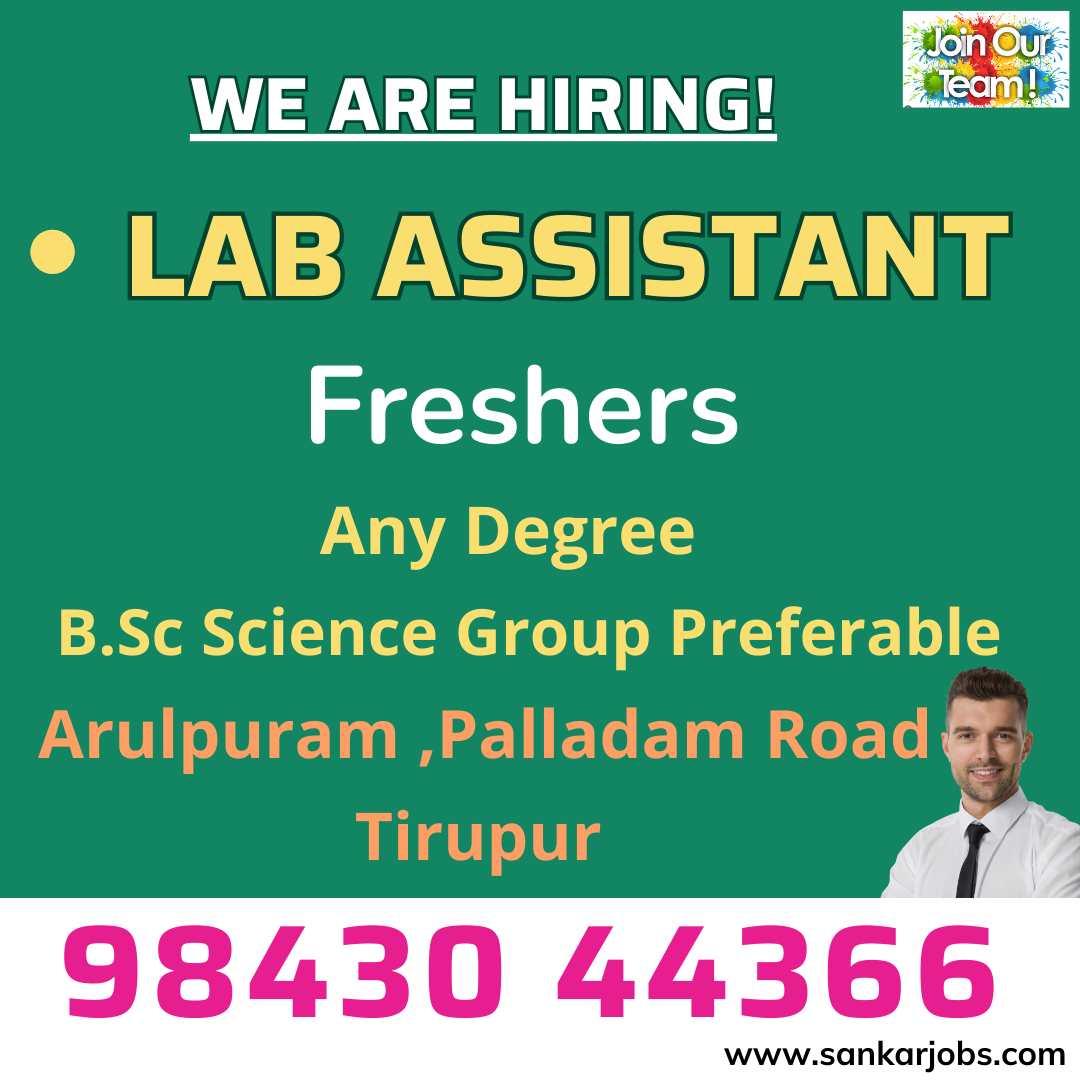 Join Our
Team !
WE ARE HIRING!
• LAB ASSISTANT
Freshers
Any Degree
B.Sc Science Group Preferable
Arulpuram ,Palladam Road
Tirupur
98430 44366
www.sankarjobs.com